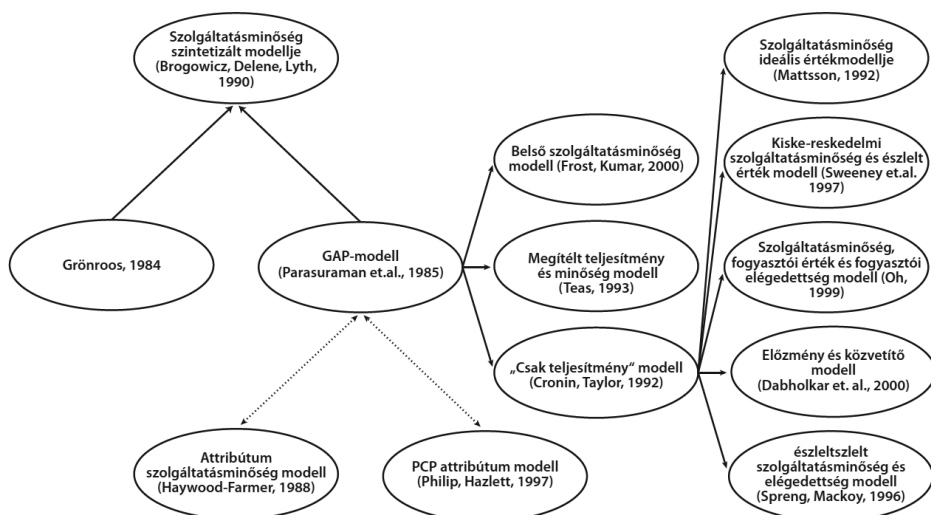 Szolgáltatásminőség
szintetizált modellje
(Brogowicz, Delene, Lyth,
1990)
Grönroos, 1984
GAP-modell
(Parasuraman et.al., 1985)
Attribútum
szolgáltatásminőség modell
(Haywood-Farmer, 1988)
PCP attribútum modell
(Philip, Hazlett, 1997)
Belső szolgáltatásminőség
modell (Frost, Kumar, 2000)
Megítélt teljesítmény
és minőség modell
(Teas, 1993)
„Csak teljesítmény“ modell
(Cronin, Taylor, 1992)
Szolgáltatásminőség
ideális értékmodellje
(Mattsson, 1992)
Kiske-reskedelmi
szolgáltatásminőség és észlelt
érték modell (Sweeney et.al.
1997)
Szolgáltatásminőség,
fogyasztói érték és fogyasztói
elégedettség modell (Oh,
1999)
Előzmény és közvetítő
modell
(Dabholkar et. al., 2000)
észleltszlelt
szolgáltatásminőség és
elégedettség modell
(Spreng, Mackoy, 1996)